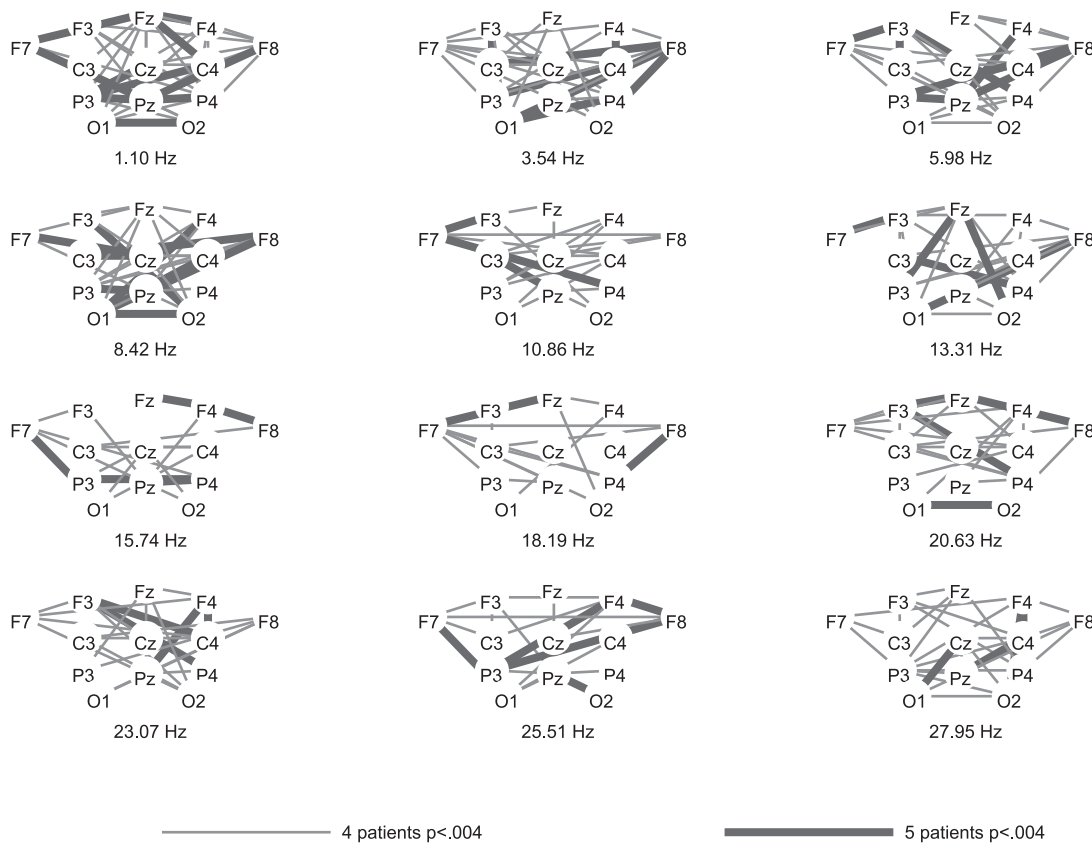 F3 Fz F4 F3 Fz F4 F3 Fz F4
F7 F8 F7 F8 F7 F8
C3 Cz C4 C3 Cz C4 C3 Cz C4
P3 Pz P4 P3 Pz P4 P3 Pz P4
O1 O2 O1 O2 O1 O2
1.10 Hz 3.54 Hz 5.98 Hz
F3 Fz F4 F3 Fz F4 F3 Fz F4
F7 F8 F7 F8 F7 F8
C3 Cz C4 C3 Cz C4 C3 Cz C4
P3 Pz P4 P3 Pz P4 P3 Pz P4
O1 O2 O1 O2 O1 O2
8.42 Hz 10.86 Hz 13.31 Hz
F3 Fz F4 F3 Fz F4 F3 Fz F4
F7 F8 F7 F8 F7 F8
C3 Cz C4 C3 Cz C4 C3 Cz C4
P3 Pz P4 P3 Pz P4 P3 Pz P4
O1 O2 O1 O2 O1 O2
15.74 Hz 18.19 Hz 20.63 Hz
F3 Fz F4 F3 Fz F4 F3 Fz F4
F7 F8 F7 F8 F7 F8
C3 Cz C4 C3 Cz C4 C3 Cz C4
P3 Pz P4 P3 Pz P4 P3 Pz P4
O1 O2 O1 O2 O1 O2
23.07 Hz 25.51 Hz 27.95 Hz
4 patients p<.004 5 patients p<.004